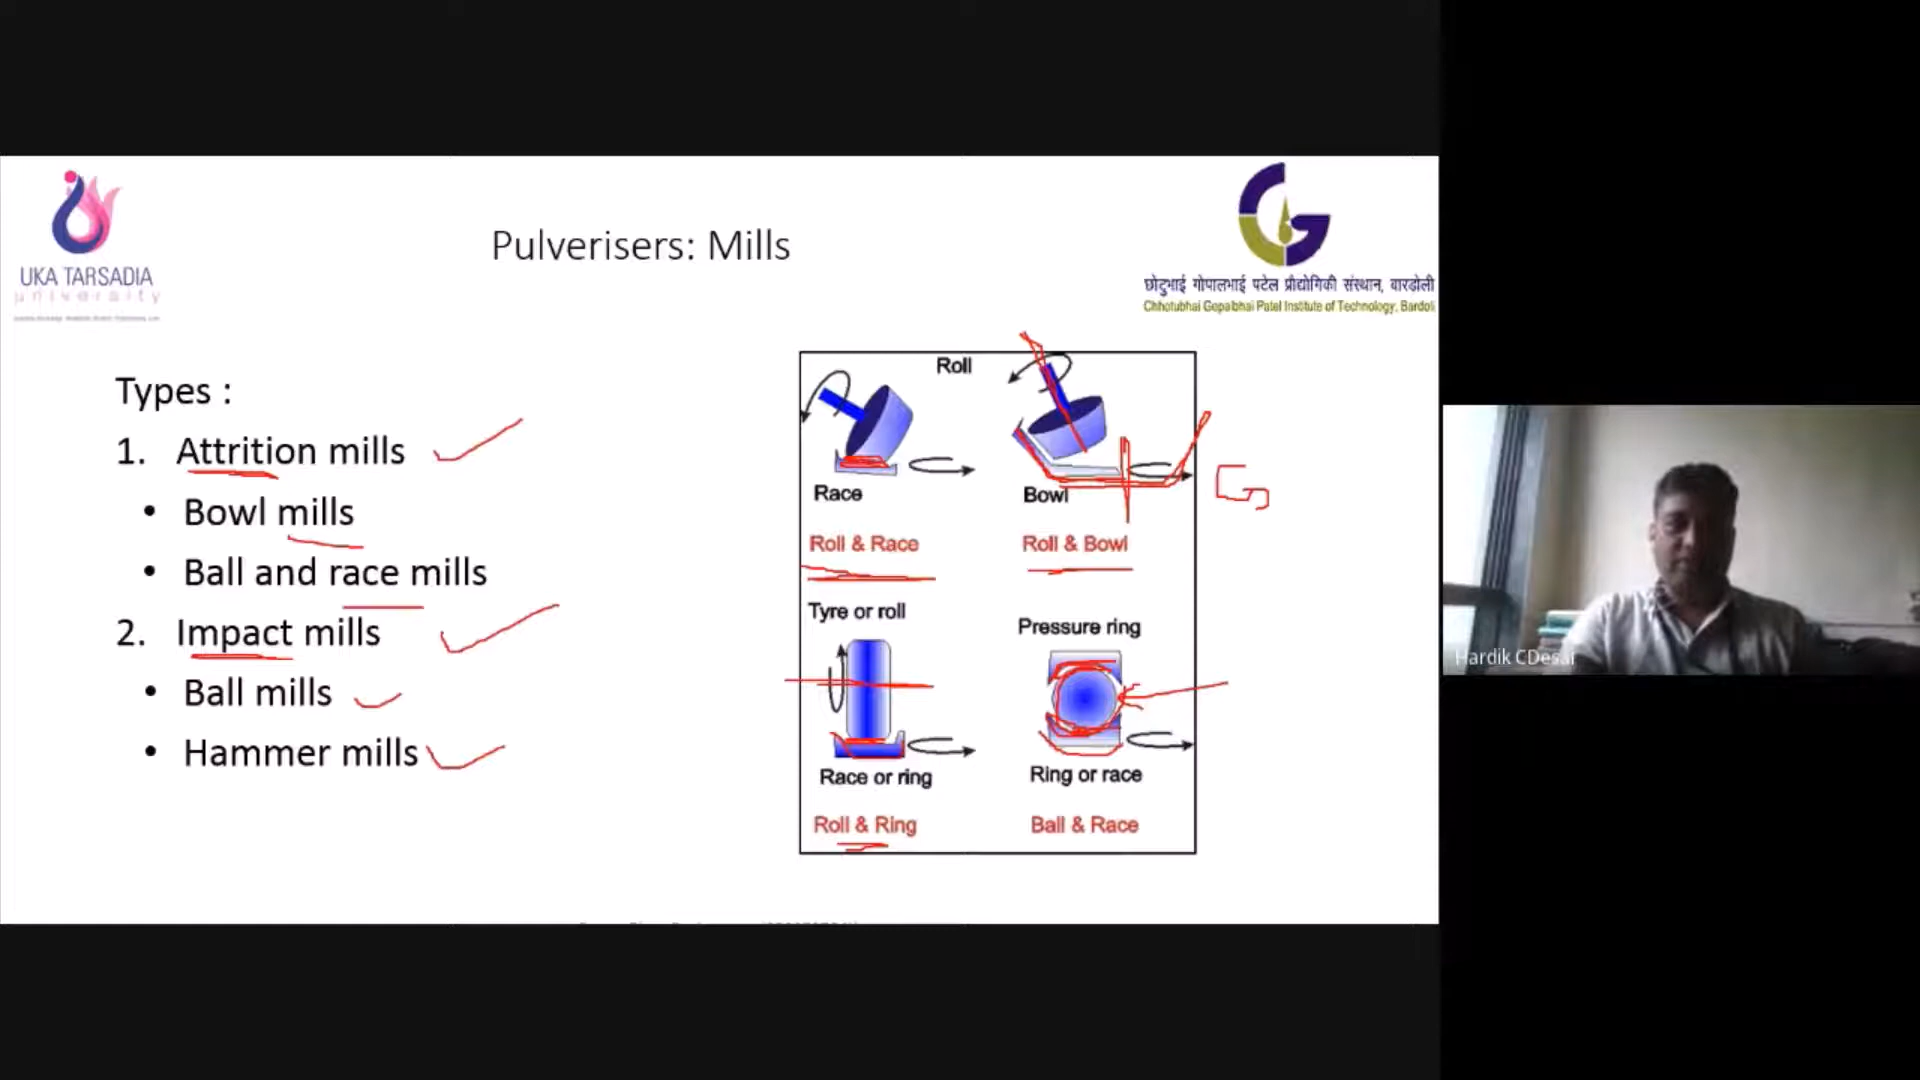 UKA TARSADIA
university
Pulverisers: Mills
छोटुभाई गोपालभाई पटेल प्रौद्योगिकी संस्थान, बारडोली
Chhotubhai Gopalbhai Patel Institute of Technology, Bardoli
Types :
1. Attrition mills
• Bowl mills
• Ball and race mills
2. Impact mills
• Ball mills
• Hammer mills
Roll
Race
Bowl
Roll & Race
Roll & Bowl
Tyre or roll
Pressure ring
Race or ring
Ring or race
Roll & Ring
Ball & Race
Hardik CDesai